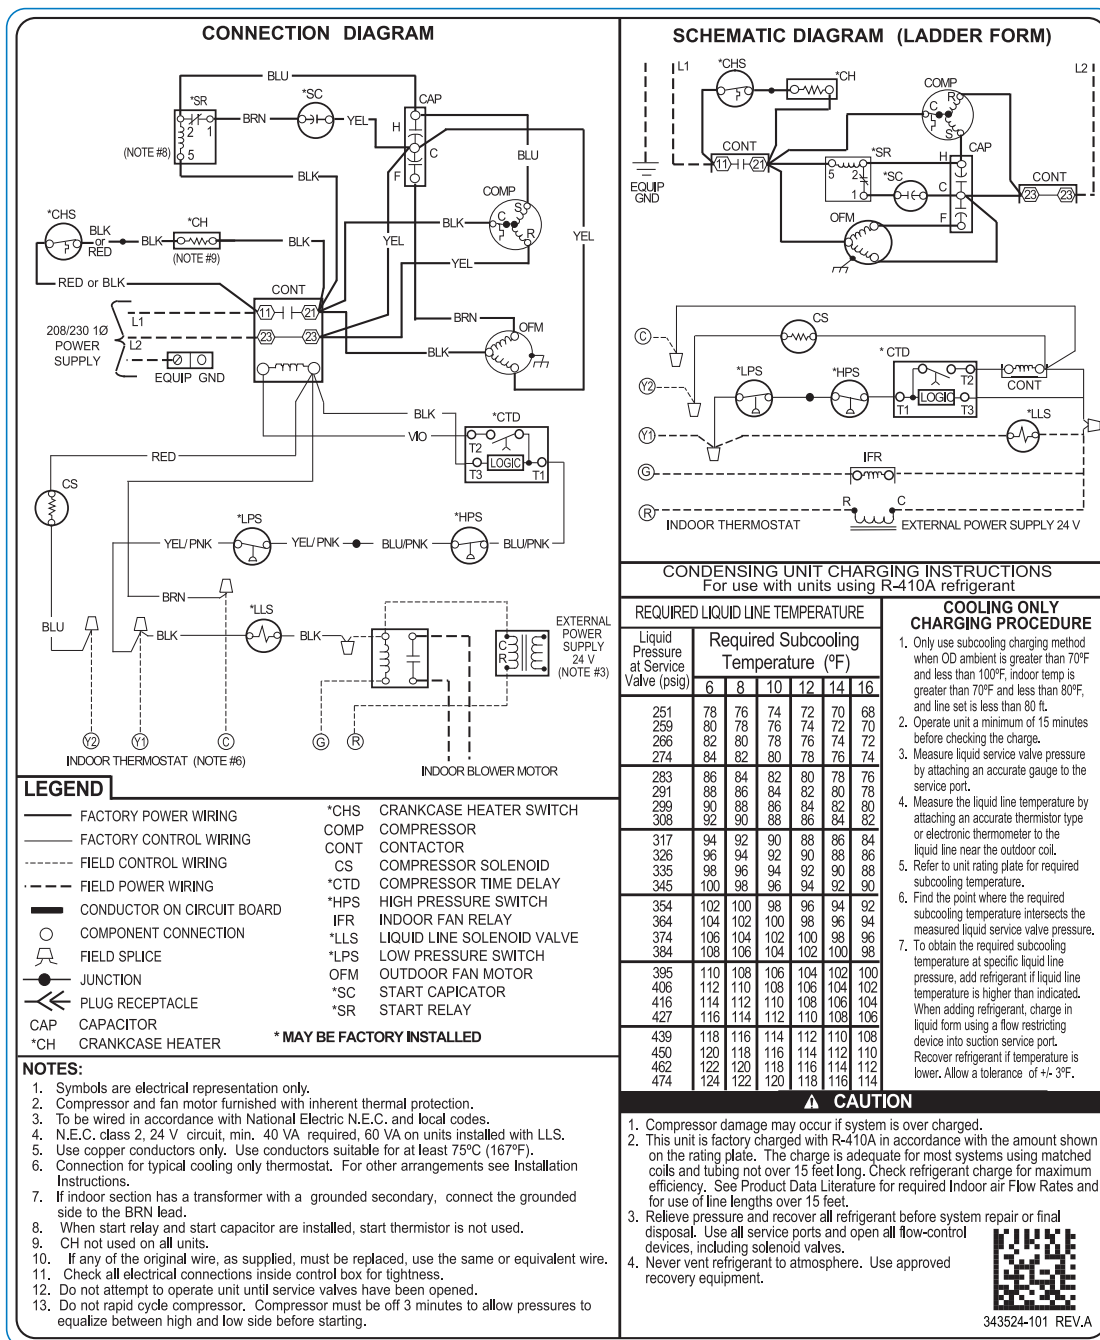 CONNECTION DIAGRAM
BLU
*SR
*SC
CAP
2 1
BRN
YEL
H
(NOTE #8)
5
C
BLU
BLK
F
COMP
*CHS
*CH
S
C
BLK
or
RED
BLK
BLK
BLK
R
YEL
YEL
(NOTE #9)
YEL
RED or BLK
CONT
11
21
BRN
OFM
208/230 1Ø
POWER
SUPPLY
L1
L2
23
23
BLK
EQUIP GND
BLK
*CTD
VIO
T2
LOGIC
T3
T1
RED
CS
*LPS
*HPS
YEL/PNK
YEL/PNK
BLU/PNK
BLU/PNK
BRN
BLU
*LLS
BLK
BLK
EXTERNAL
POWER
SUPPLY
24 V
(NOTE #3)
C
R
Y2
Y1
C
G
R
INDOOR THERMOSTAT (NOTE #6)
INDOOR BLOWER MOTOR
SCHEMATIC DIAGRAM (LADDER FORM)
L1
*CHS
*CH
L2
COMP
R
C
S
CONT
11
21
*SR
CAP
5
2
H
*SC
CONT
1
C
23
23
EQUIP
GND
F
OFM
C
CS
*CTD
Y2
*LPS
*HPS
T2
CONT
T1
LOGIC
T3
*LLS
Y1
IFR
G
R
C
R
INDOOR THERMOSTAT
EXTERNAL POWER SUPPLY 24 V
LEGEND
FACTORY POWER WIRING
FACTORY CONTROL WIRING
FIELD CONTROL WIRING
FIELD POWER WIRING
CONDUCTOR ON CIRCUIT BOARD
COMPONENT CONNECTION
FIELD SPLICE
JUNCTION
PLUG RECEPTACLE
CAP CAPACITOR
*CH CRANKCASE HEATER
*CHS CRANKCASE HEATER SWITCH
COMP COMPRESSOR
CONT CONTACTOR
CS COMPRESSOR SOLENOID
*CTD COMPRESSOR TIME DELAY
*HPS HIGH PRESSURE SWITCH
IFR INDOOR FAN RELAY
*LLS LIQUID LINE SOLENOID VALVE
*LPS LOW PRESSURE SWITCH
OFM OUTDOOR FAN MOTOR
*SC START CAPICATOR
*SR START RELAY
* MAY BE FACTORY INSTALLED
NOTES:
1. Symbols are electrical representation only.
2. Compressor and fan motor furnished with inherent thermal protection.
3. To be wired in accordance with National Electric N.E.C. and local codes.
4. N.E.C. class 2, 24 V circuit, min. 40 VA required, 60 VA on units installed with LLS.
5. Use copper conductors only. Use conductors suitable for at least 75ºC (167ºF).
6. Connection for typical cooling only thermostat. For other arrangements see Installation
Instructions.
7. If indoor section has a transformer with a grounded secondary, connect the grounded
side to the BRN lead.
8. When start relay and start capacitor are installed, start thermistor is not used.
9. CH not used on all units.
10. If any of the original wire, as supplied, must be replaced, use the same or equivalent wire.
11. Check all electrical connections inside control box for tightness.
12. Do not attempt to operate unit until service valves have been opened.
13. Do not rapid cycle compressor. Compressor must be off 3 minutes to allow pressures to
equalize between high and low side before starting.
CONDENSING UNIT CHARGING INSTRUCTIONS
For use with units using R-410A refrigerant
REQUIRED LIQUID LINE TEMPERATURE
Liquid
Pressure
at Service
Valve (psig)
Required Subcooling
Temperature (ºF)
6 8 10 12 14 16
251 78 76 74 72 70 68
259 80 78 76 74 72 70
266 82 80 78 76 74 72
274 84 82 80 78 76 74
283 86 84 82 80 78 76
291 88 86 84 82 80 78
299 90 88 86 84 82 80
308 92 90 88 86 84 82
317 94 92 90 88 86 84
326 96 94 92 90 88 86
335 98 96 94 92 90 88
345 100 98 96 94 92 90
354 102 100 98 96 94 92
364 104 102 100 98 96 94
374 106 104 102 100 98 96
384 108 106 104 102 100 98
395 110 108 106 104 102 100
406 112 110 108 106 104 102
416 114 112 110 108 106 104
427 116 114 112 110 108 106
439 118 116 114 112 110 108
450 120 118 116 114 112 110
462 122 120 118 116 114 112
474 124 122 120 118 116 114
COOLING ONLY
CHARGING PROCEDURE
1. Only use subcooling charging method
when OD ambient is greater than 70ºF
and less than 100ºF, indoor temp is
greater than 70ºF and less than 80ºF,
and line set is less than 80 ft.
2. Operate unit a minimum of 15 minutes
before checking the charge.
3. Measure liquid service valve pressure
by attaching an accurate gauge to the
service port.
4. Measure the liquid line temperature by
attaching an accurate thermistor type
or electronic thermometer to the
liquid line near the outdoor coil.
5. Refer to unit rating plate for required
subcooling temperature.
6. Find the point where the required
subcooling temperature intersects the
measured liquid service valve pressure.
7. To obtain the required subcooling
temperature at specific liquid line
pressure, add refrigerant if liquid line
temperature is higher than indicated.
When adding refrigerant, charge in
liquid form using a flow restricting
device into suction service port.
Recover refrigerant if temperature is
lower. Allow a tolerance of +/- 3ºF.
CAUTION
1. Compressor damage may occur if system is over charged.
2. This unit is factory charged with R-410A in accordance with the amount shown
on the rating plate. The charge is adequate for most systems using matched
coils and tubing not over 15 feet long. Check refrigerant charge for maximum
efficiency. See Product Data Literature for required Indoor air Flow Rates and
for use of line lengths over 15 feet.
3. Relieve pressure and recover all refrigerant before system repair or final
disposal. Use all service ports and open all flow-control
devices, including solenoid valves.
4. Never vent refrigerant to atmosphere. Use approved
recovery equipment.
343524-101 REV.A